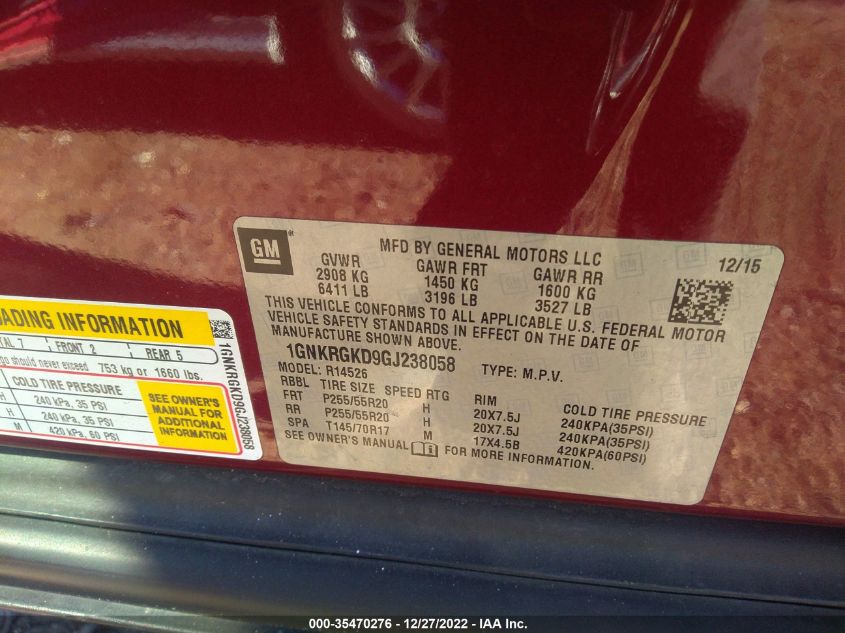 GM
MFD BY GENERAL MOTORS LLC
12/15
GVWR GAWR FRT GAWR RR
2908 KG 1450 KG 1600 KG
6411 LB 3196 LB 3527 LB
THIS VEHICLE CONFORMS TO ALL APPLICABLE U.S. FEDERAL MOTOR
VEHICLE SAFETY STANDARDS IN EFFECT ON THE DATE OF
MANUFACTURE SHOWN ABOVE.
1GNKRGKD9GJ238058 TYPE: M.P.V.
MODEL: R14526
RBBL TIRE SIZE SPEED RTG RIM COLD TIRE PRESSURE
FRT P255/55R20 H 20X7.5J 240KPA(35PSI)
RR P255/55R20 H 20X7.5J 240KPA(35PSI)
SPA T145/70R17 M 17X4.5B 420KPA(60PSI)
SEE OWNER'S MANUAL FOR MORE INFORMATION.
ADING INFORMATION
TAL 7 FRONT 2 REAR 5
ld never exceed 753 kg or 1660 lbs.
COLD TIRE PRESSURE
240 kPa, 35 PSI
240 kPa, 35 PSI
420 kPa, 60 PSI
SEE OWNER'S
MANUAL FOR
ADDITIONAL
INFORMATION
1GNKRGKD9GJ238058
000-35470276 - 12/27/2022 - IAA Inc.